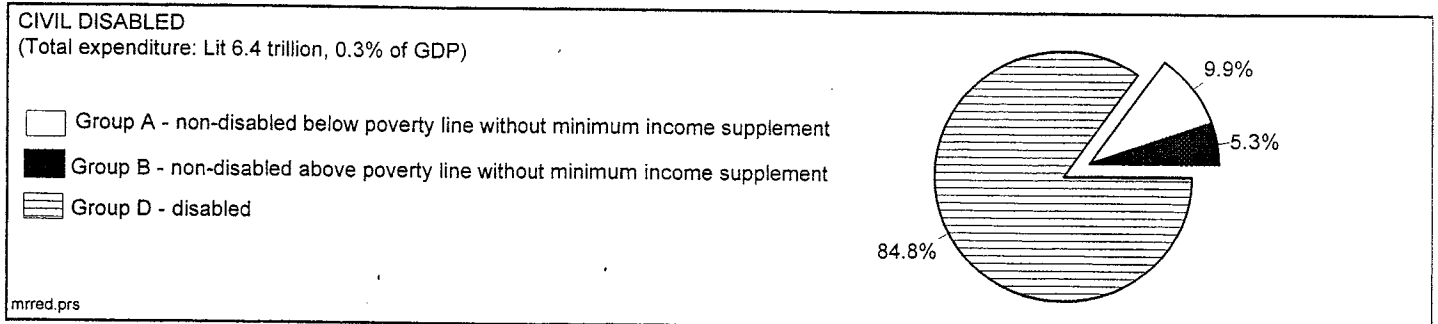 CIVIL DISABLED
(Total expenditure: Lit 6.4 trillion, 0.3% of GDP)
Group A - non-disabled below poverty line without minimum income supplement
Group B - non-disabled above poverty line without minimum income supplement
Group D - disabled
9.9%
5.3%
84.8%
mrred.prs